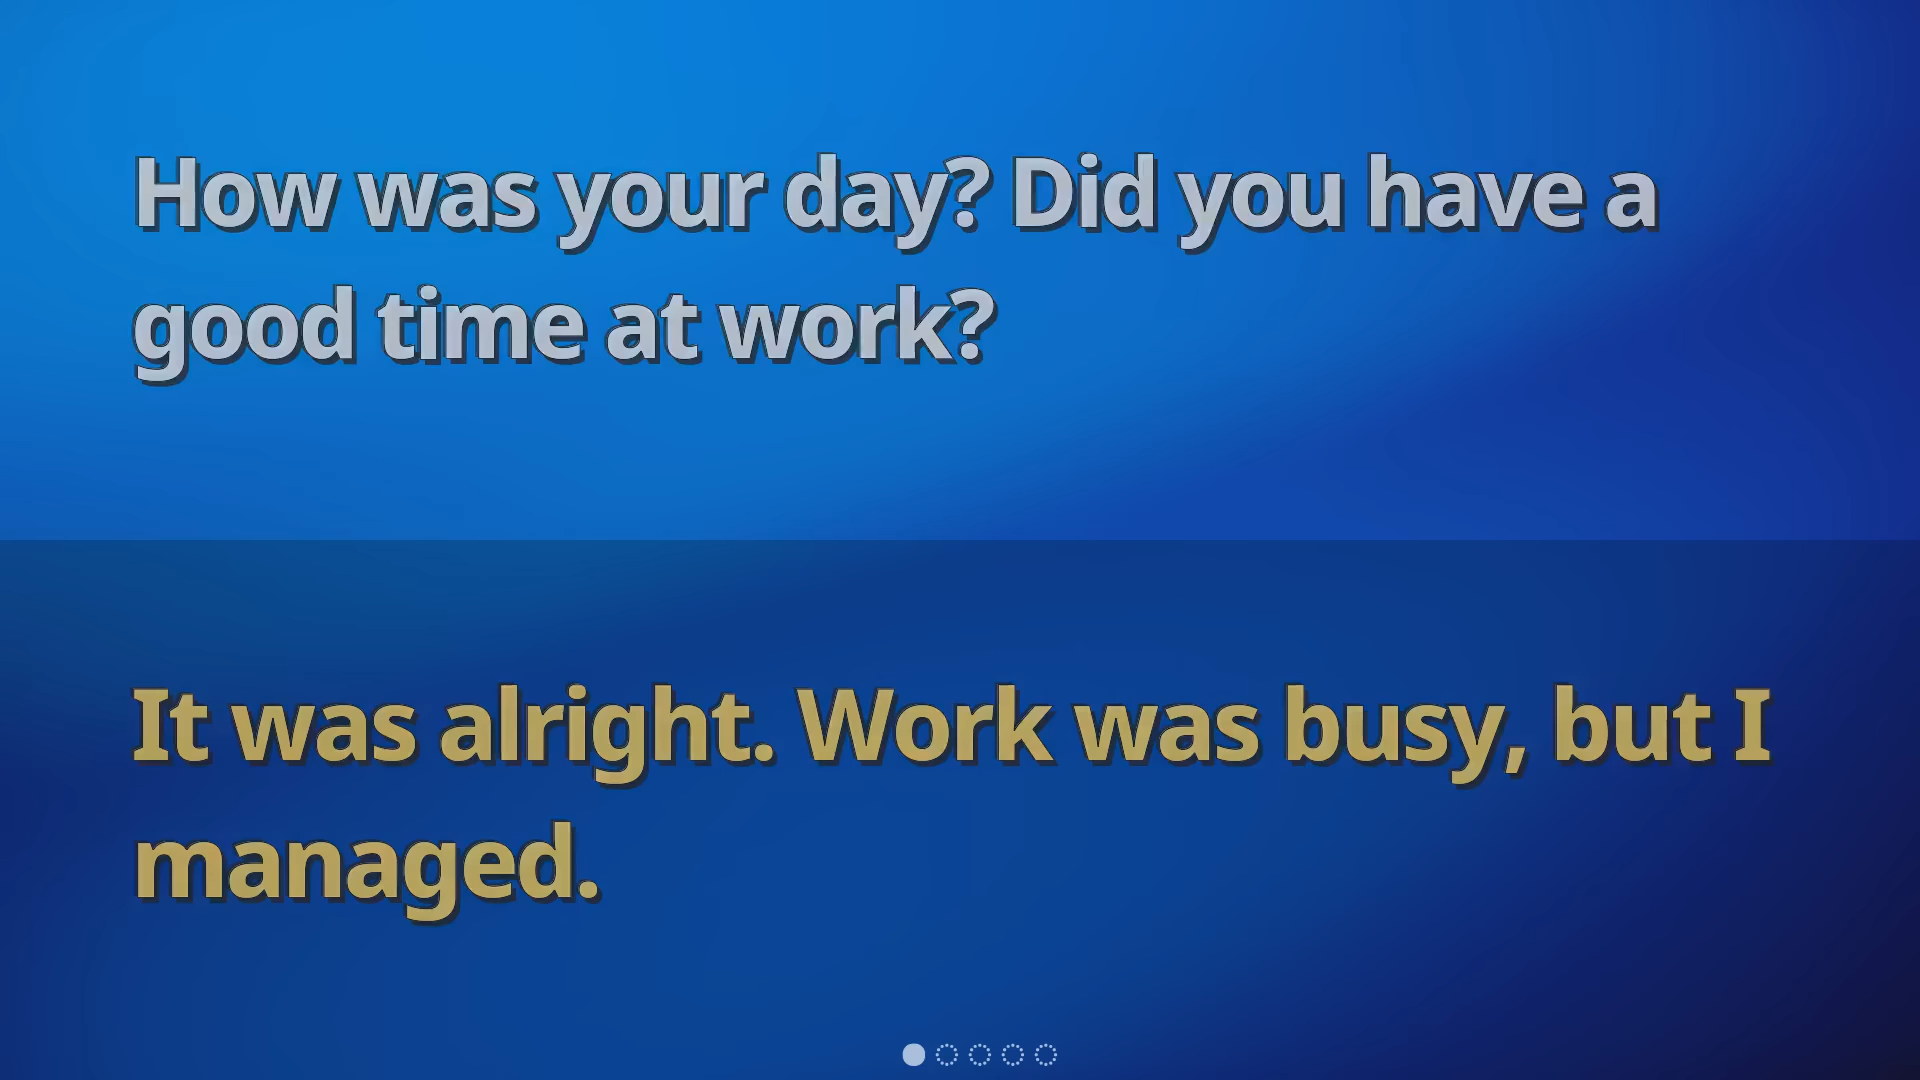 How was your day? Did you have a
good time at work?
It was alright. Work was busy, but I
managed.